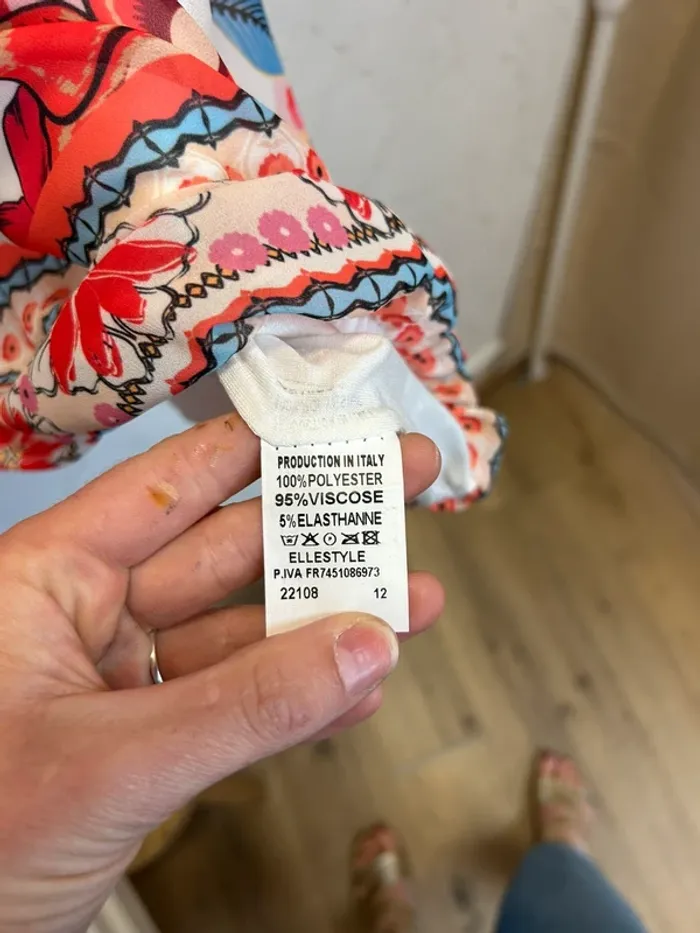 PRODUCTION IN ITALY
100%POLYESTER
95%VISCOSE
5%ELASTHANNE
ELLESTYLE
P.IVA FR7451086973
22108 12